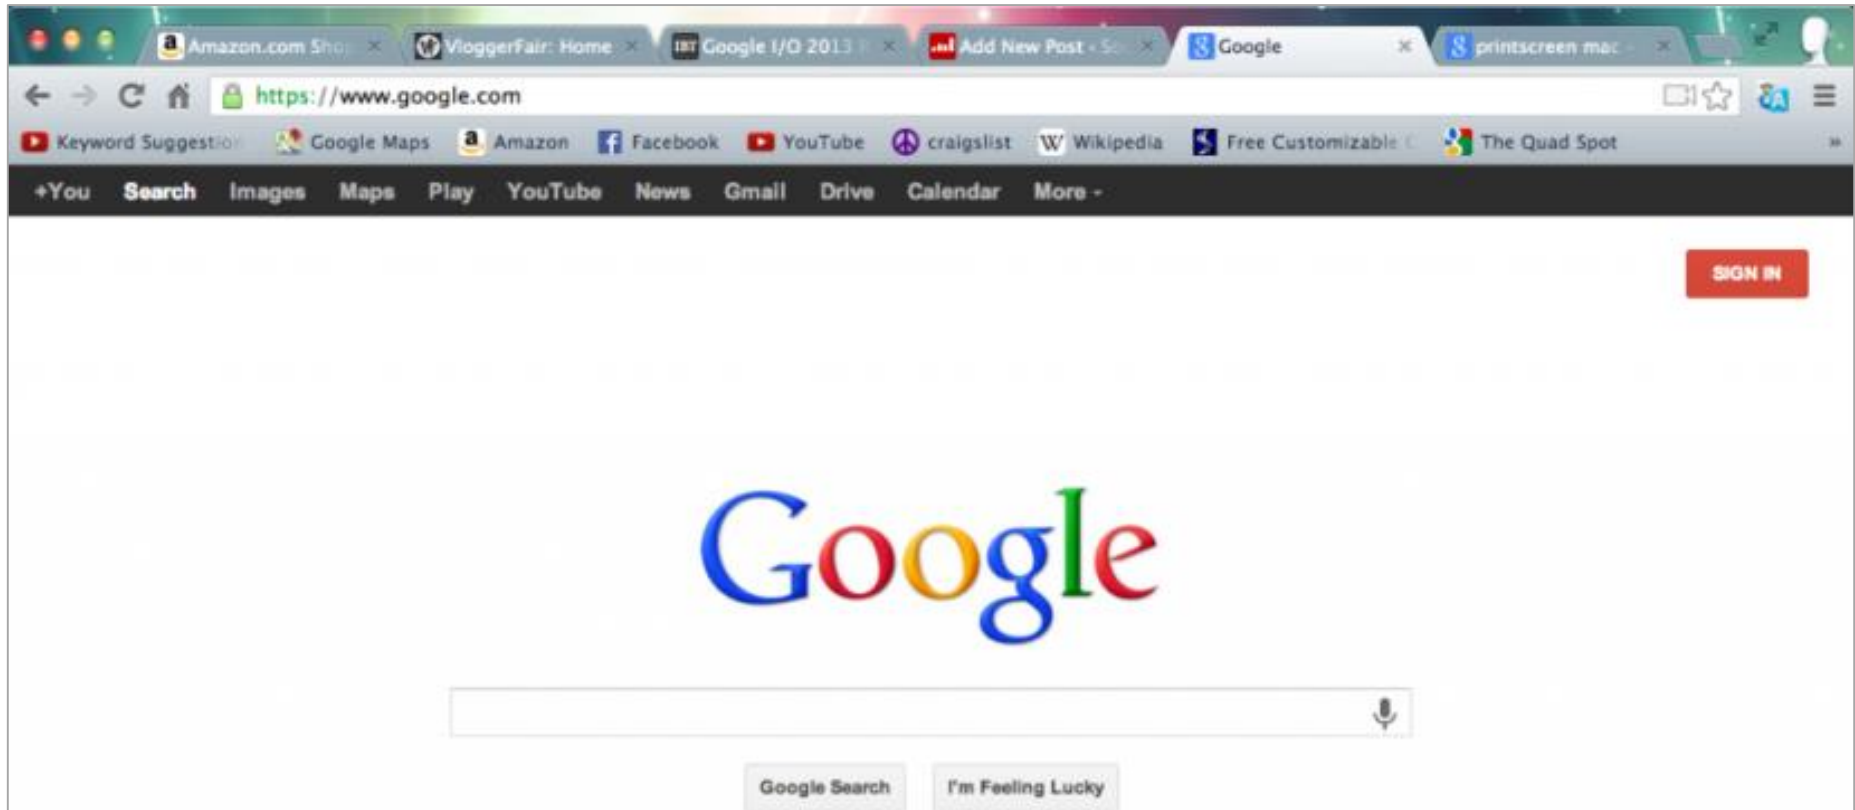 Amazon.com Sho VloggerFair: Home Google I/O 2013 Add New Post - Google printscreen mac -
https://www.google.com
Keyword Suggestion Google Maps Amazon Facebook YouTube craigslist Wikipedia Free Customizable The Quad Spot »
+You Search Images Maps Play YouTube News Gmail Drive Calendar More
SIGN IN
Google
Google Search I'm Feeling Lucky